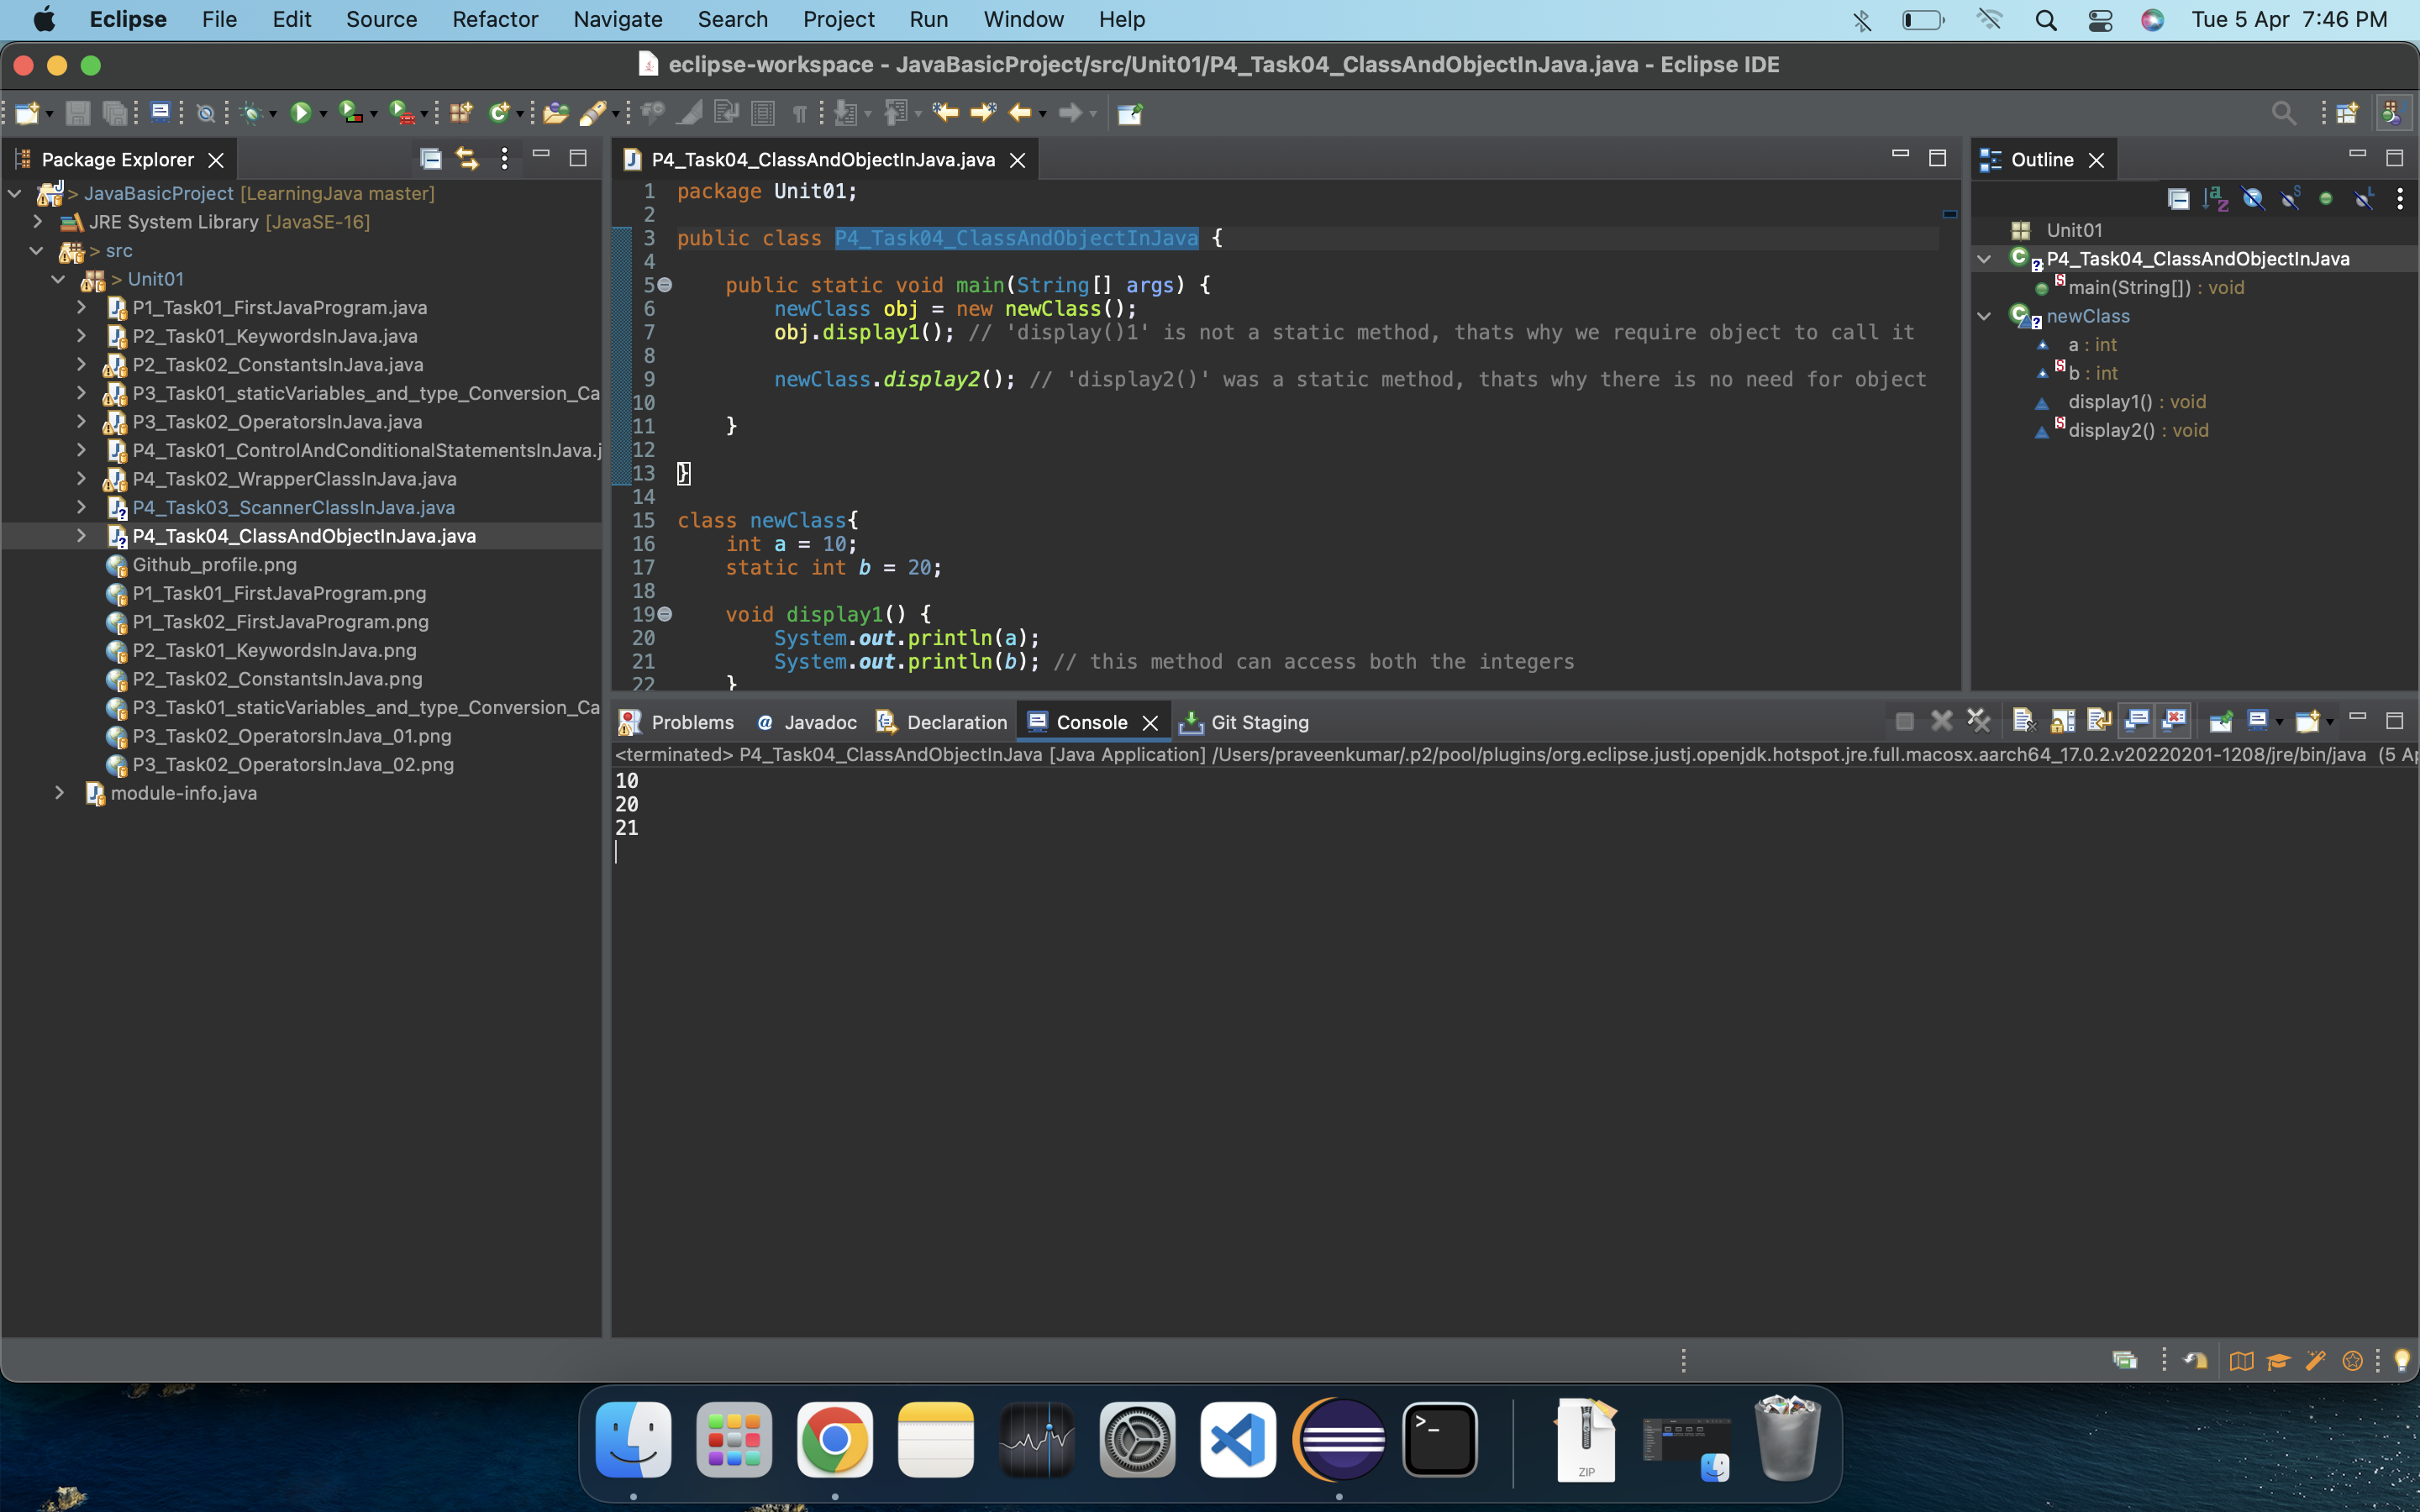 Eclipse File Edit Source Refactor Navigate Search Project Run Window Help Tue 5 Apr 7:46 PM
eclipse-workspace - JavaBasicProject/src/Unit01/P4_Task04_ClassAndObjectInJava.java - Eclipse IDE
Package Explorer
> JavaBasicProject [LearningJava master]
JRE System Library [JavaSE-16]
> src
> Unit01
P1_Task01_FirstJavaProgram.java
P2_Task01_KeywordsInJava.java
P2_Task02_ConstantsInJava.java
P3_Task01_staticVariables_and_type_Conversion_Ca
P3_Task02_OperatorsInJava.java
P4_Task01_ControlAndConditionalStatementsInJava.j
P4_Task02_WrapperClassInJava.java
P4_Task03_ScannerClassInJava.java
P4_Task04_ClassAndObjectInJava.java
Github_profile.png
P1_Task01_FirstJavaProgram.png
P1_Task02_FirstJavaProgram.png
P2_Task01_KeywordsInJava.png
P2_Task02_ConstantsInJava.png
P3_Task01_staticVariables_and_type_Conversion_Ca
P3_Task02_OperatorsInJava_01.png
P3_Task02_OperatorsInJava_02.png
module-info.java
P4_Task04_ClassAndObjectInJava.java
1 package Unit01;
2
3 public class P4_Task04_ClassAndObjectInJava {
4
5 public static void main(String[] args) {
6 newClass obj = new newClass();
7 obj.display1(); // 'display()1' is not a static method, thats why we require object to call it
8
9 newClass.display2(); // 'display2()' was a static method, thats why there is no need for object
10
11 }
12
13 }
14
15 class newClass{
16 int a = 10;
17 static int b = 20;
18
19 void display1() {
20 System.out.println(a);
21 System.out.println(b); // this method can access both the integers
22 }
Outline
Unit01
P4_Task04_ClassAndObjectInJava
main(String[]) : void
newClass
a : int
b : int
display1() : void
display2() : void
Problems Javadoc Declaration Console Git Staging
<terminated> P4_Task04_ClassAndObjectInJava [Java Application] /Users/praveenkumar/.p2/pool/plugins/org.eclipse.justj.openjdk.hotspot.jre.full.macosx.aarch64_17.0.2.v20220201-1208/jre/bin/java (5 Ap
10
20
21
ZIP